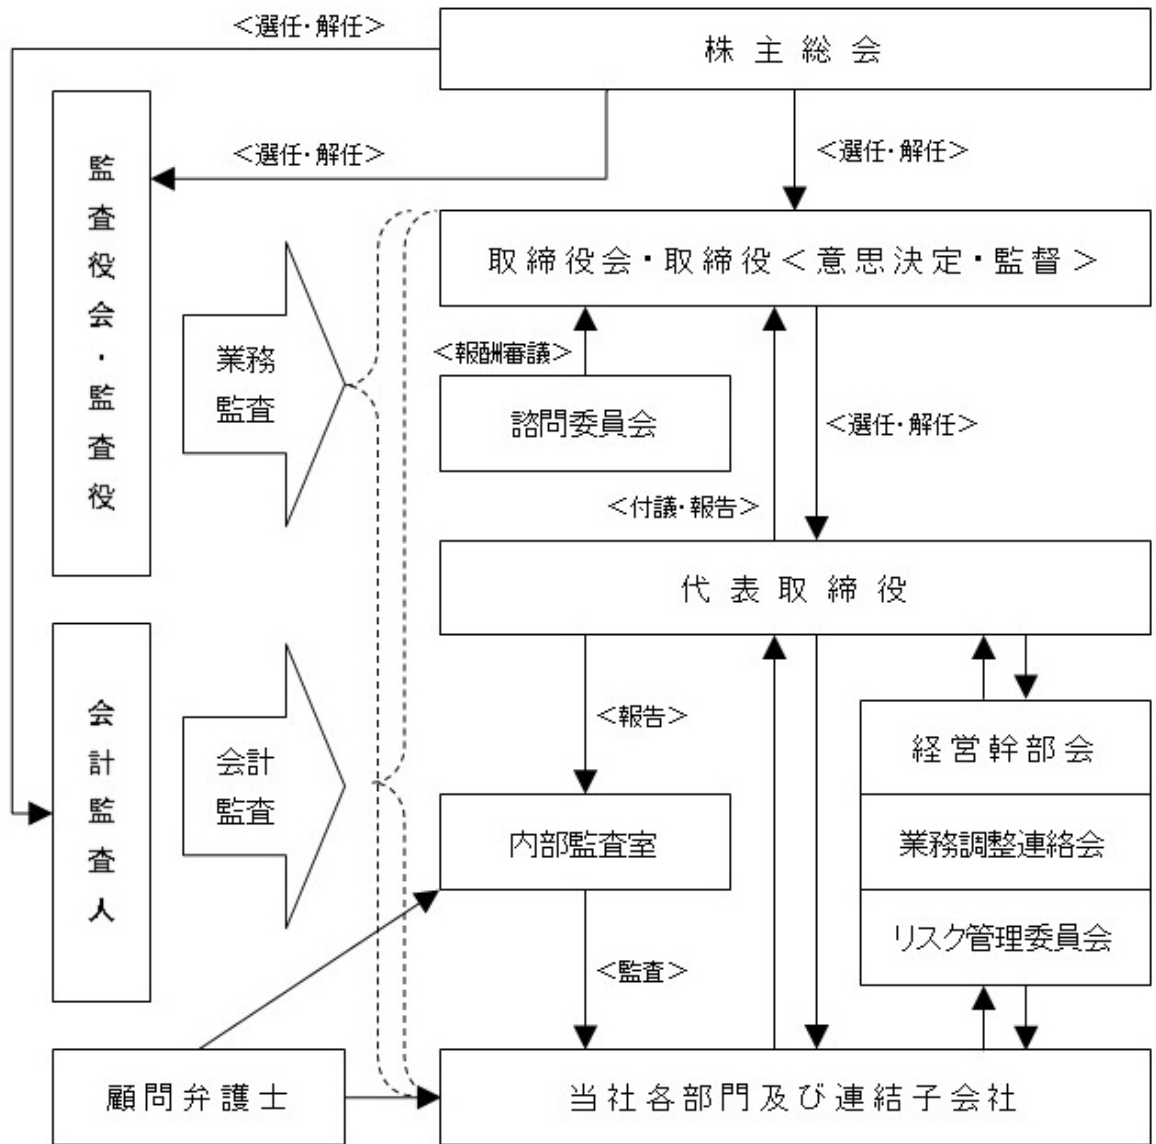 ＜選任・解任＞
株主総会
＜選任・解任＞
＜選任・解任＞
監査役会・監査役
取締役会・取締役＜意思決定・監督＞
業務
監査
＜報酬審議＞
諮問委員会
＜選任・解任＞
＜付議・報告＞
代表取締役
会計監査人
会計
監査
＜報告＞
経営幹部会
内部監査室
業務調整連絡会
リスク管理委員会
＜監査＞
顧問弁護士
当社各部門及び連結子会社